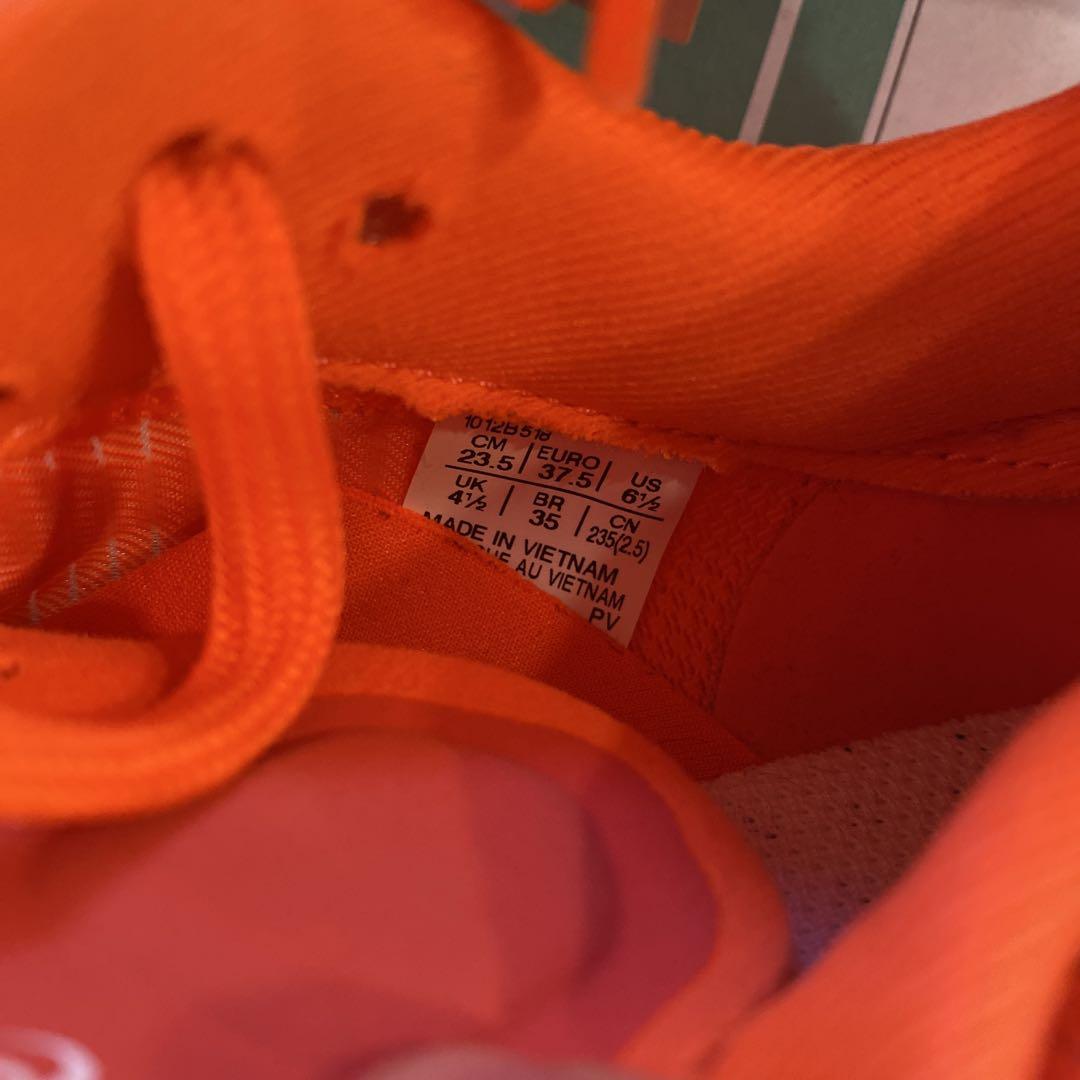 1012B518
CM 23.5 | EURO 37.5 | US 6½
UK 4½ | BR 35 | CN 235(2.5)
MADE IN VIETNAM
AU VIETNAM
PV